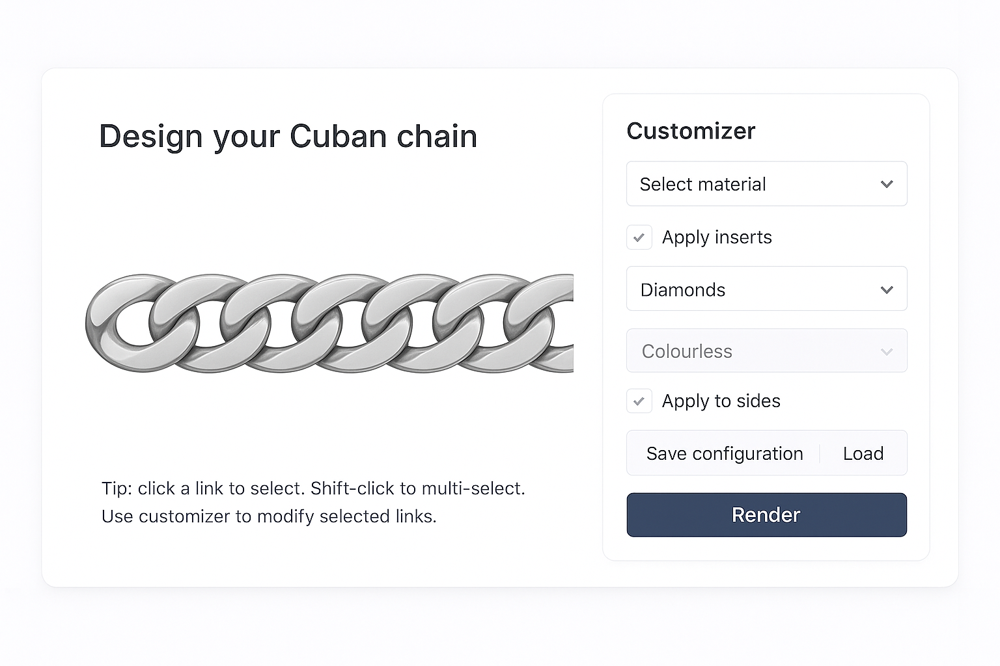 Design your Cuban chain
Tip: click a link to select. Shift-click to multi-select.
Use customizer to modify selected links.
Customizer
Select material
Apply inserts
Diamonds
Colourless
Apply to sides
Save configuration
Load
Render